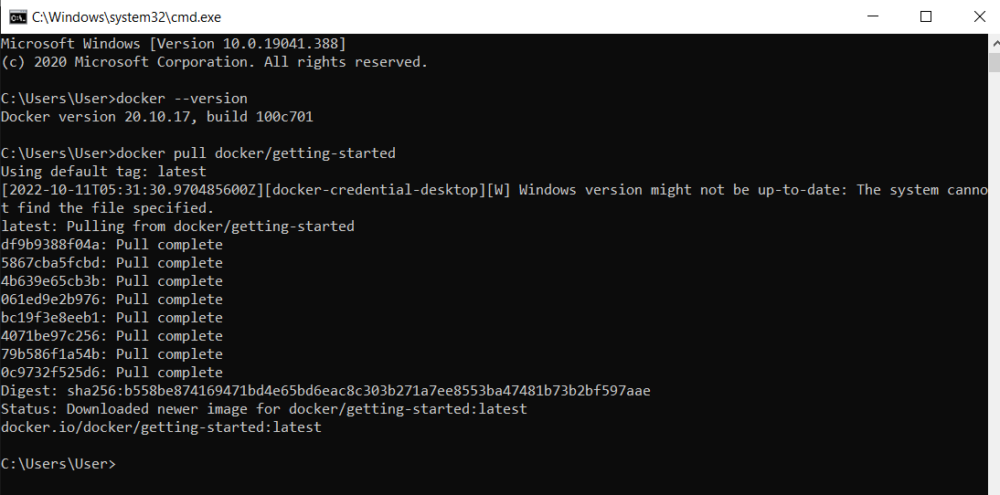 C:\Windows\system32\cmd.exe
Microsoft Windows [Version 10.0.19041.388]
(c) 2020 Microsoft Corporation. All rights reserved.
C:\Users\User>docker --version
Docker version 20.10.17, build 100c701
C:\Users\User>docker pull docker/getting-started
Using default tag: latest
[2022-10-11T05:31:30.970485600Z][docker-credential-desktop][W] Windows version might not be up-to-date: The system canno
t find the file specified.
latest: Pulling from docker/getting-started
df9b9388f04a: Pull complete
5867cba5fcbd: Pull complete
4b639e65cb3b: Pull complete
061ed9e2b976: Pull complete
bc19f3e8eeb1: Pull complete
4071be97c256: Pull complete
79b586f1a54b: Pull complete
0c9732f525d6: Pull complete
Digest: sha256:b558be874169471bd4e65bd6eac8c303b271a7ee8553ba47481b73b2bf597aae
Status: Downloaded newer image for docker/getting-started:latest
docker.io/docker/getting-started:latest
C:\Users\User>